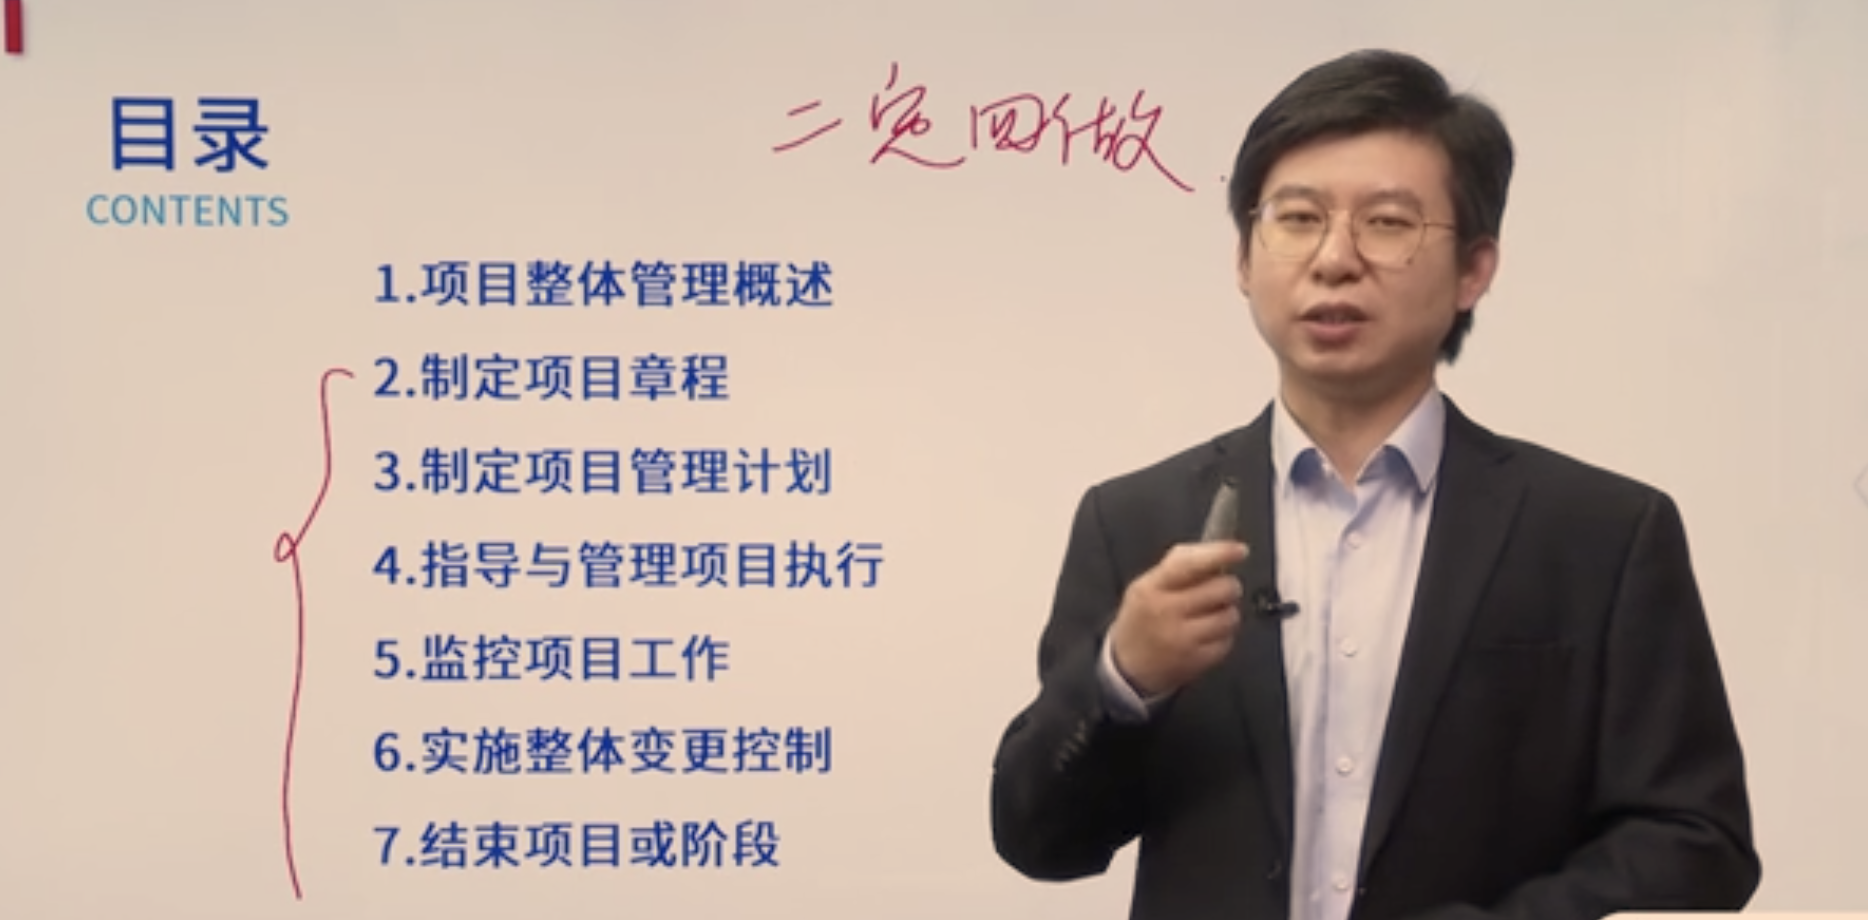 二定四做
目录
CONTENTS
1.项目整体管理概述
2.制定项目章程
3.制定项目管理计划
4.指导与管理项目执行
5.监控项目工作
6.实施整体变更控制
7.结束项目或阶段